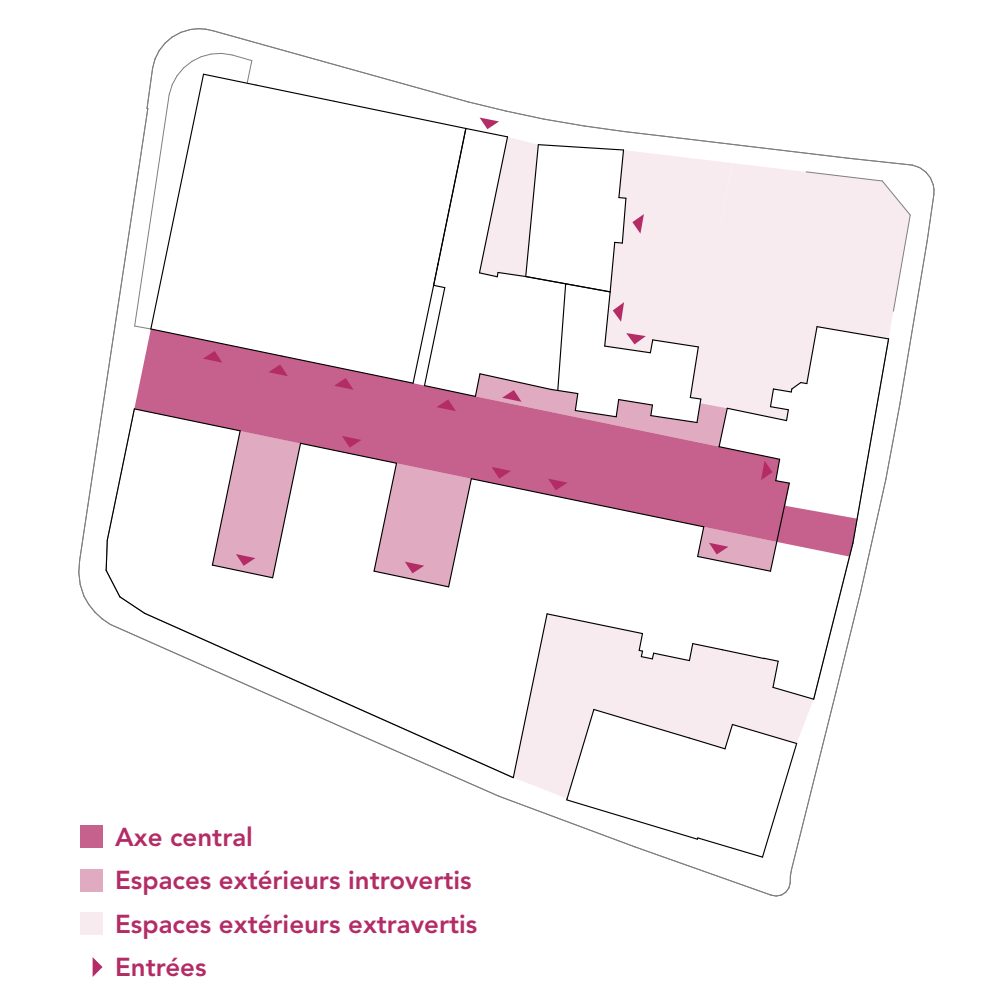 Axe central
Espaces extérieurs introvertis
Espaces extérieurs extravertis
Entrées